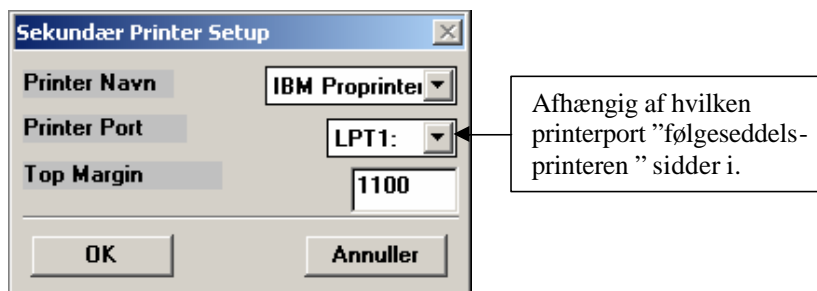 Sekundær Printer Setup
Printer Navn
IBM Proprinter
Printer Port
LPT1:
Top Margin
1100
OK
Annuller
Afhængig af hvilken
printerport ”følgeseddels-
printeren ” sidder i.